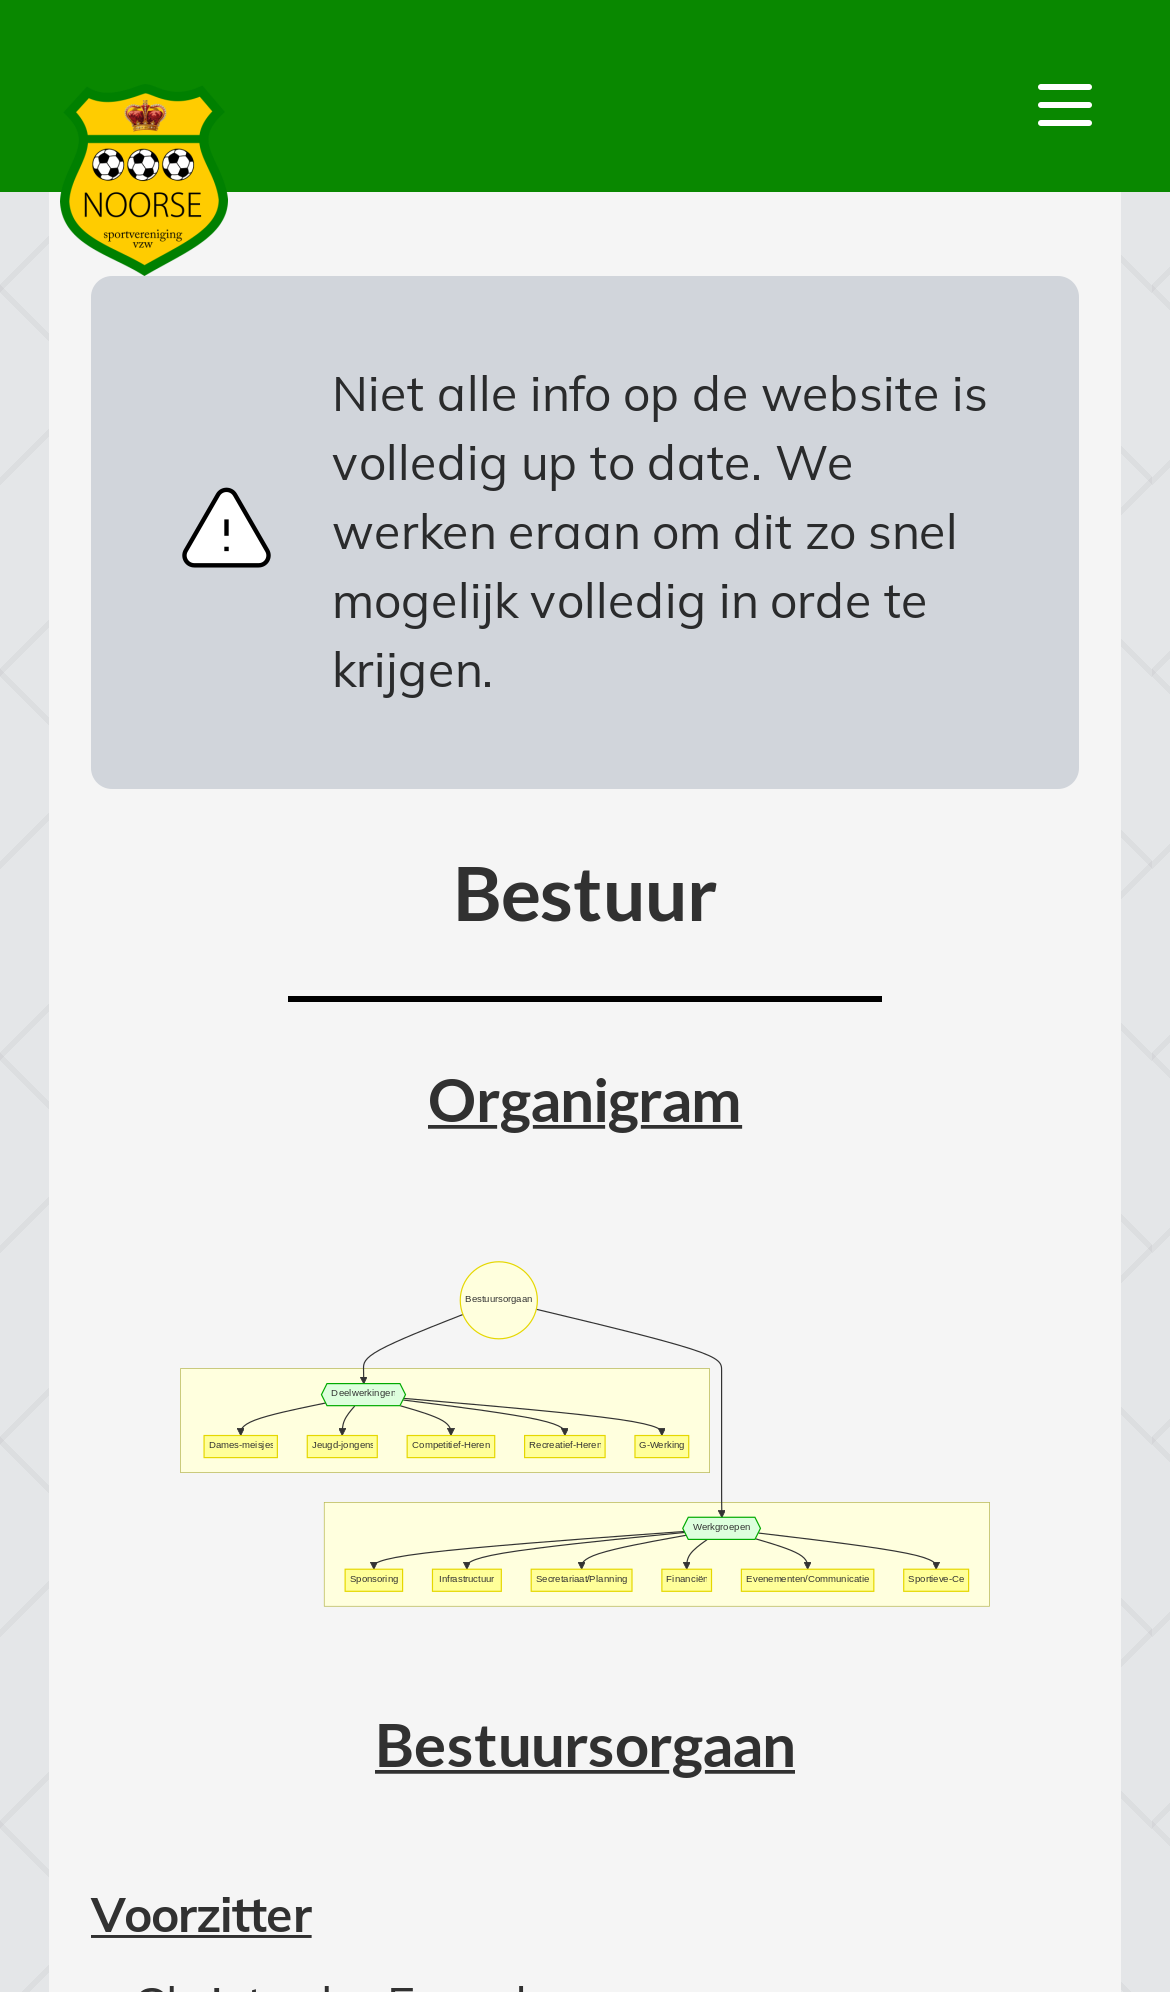 NOORSE
sportvereniging
vzw
Niet alle info op de website is
volledig up to date. We
werken eraan om dit zo snel
mogelijk volledig in orde te
krijgen.
Bestuur
Organigram
Bestuursorgaan
Deelwerkingen
Dames-meisjes Jeugd-jongens Competitief-Heren Recreatief-Heren G-Werking
Werkgroepen
Sponsoring Infrastructuur Secretariaat/Planning Financiën Evenementen/Communicatie Sportieve-Ce
Bestuursorgaan
Voorzitter